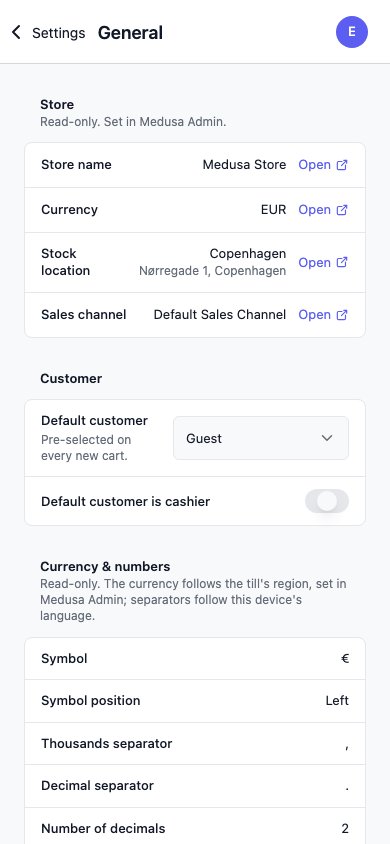 Settings General
E
Store
Read-only. Set in Medusa Admin.
Store name Medusa Store Open
Currency EUR Open
Stock location Copenhagen Open
Nørregade 1, Copenhagen
Sales channel Default Sales Channel Open
Customer
Default customer
Pre-selected on
every new cart.
Guest
Default customer is cashier
Currency & numbers
Read-only. The currency follows the till's region, set in
Medusa Admin; separators follow this device's
language.
Symbol €
Symbol position Left
Thousands separator ,
Decimal separator .
Number of decimals 2